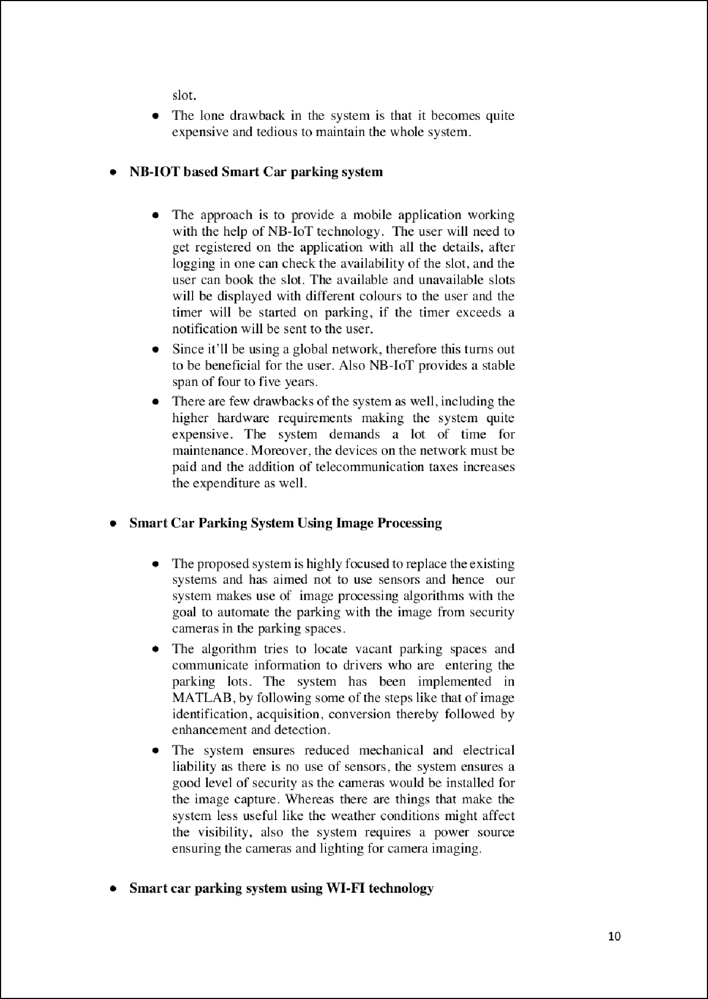 slot.
● The lone drawback in the system is that it becomes quite
expensive and tedious to maintain the whole system.
● NB-IOT based Smart Car parking system
● The approach is to provide a mobile application working
with the help of NB-IoT technology.  The user will need to
get registered on the application with all the details, after
logging in one can check the availability of the slot, and the
user can book the slot. The available and unavailable slots
will be displayed with different colours to the user and the
timer will be started on parking, if the timer exceeds a
notification will be sent to the user.
● Since it’ll be using a global network, therefore this turns out
to be beneficial for the user. Also NB-IoT provides a stable
span of four to five years.
● There are few drawbacks of the system as well, including the
higher hardware requirements making the system quite
expensive. The system demands a lot of time for
maintenance. Moreover, the devices on the network must be
paid and the addition of telecommunication taxes increases
the expenditure as well.
● Smart Car Parking System Using Image Processing
● The proposed system is highly focused to replace the existing
systems and has aimed not to use sensors and hence  our
system makes use of  image processing algorithms with the
goal to automate the parking with the image from security
cameras in the parking spaces.
● The algorithm tries to locate vacant parking spaces and
communicate information to drivers who are  entering the
parking lots. The system has been implemented in
MATLAB, by following some of the steps like that of image
identification, acquisition, conversion thereby followed by
enhancement and detection.
● The system ensures reduced mechanical and electrical
liability as there is no use of sensors, the system ensures a
good level of security as the cameras would be installed for
the image capture. Whereas there are things that make the
system less useful like the weather conditions might affect
the visibility, also the system requires a power source
ensuring the cameras and lighting for camera imaging.
● Smart car parking system using WI-FI technology
10